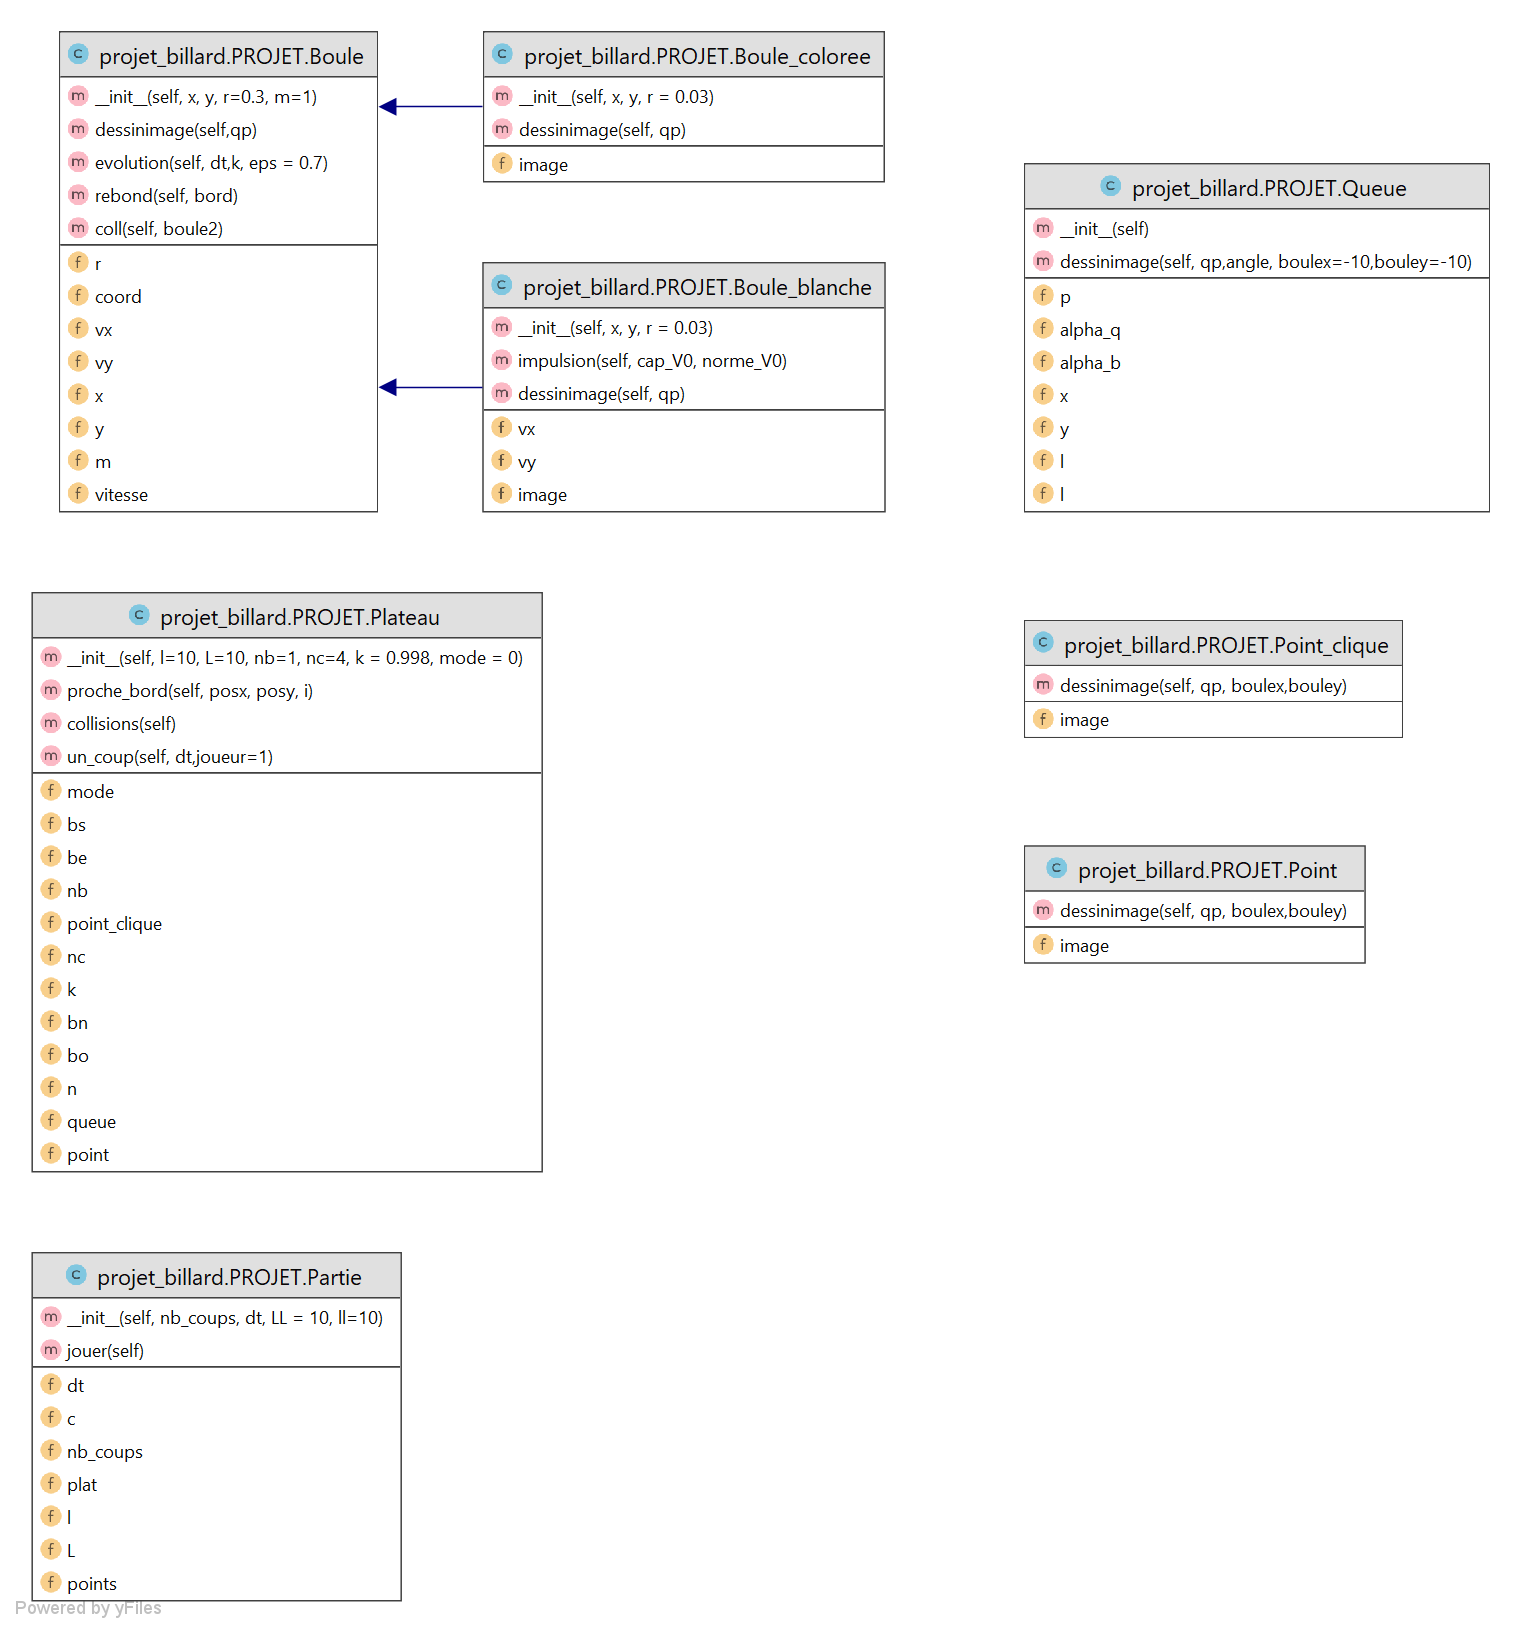 projet_billard.PROJET.Boule
__init__(self, x, y, r=0.3, m=1)
dessinimage(self,qp)
evolution(self, dt,k, eps = 0.7)
rebond(self, bord)
coll(self, boule2)
r
coord
vx
vy
x
y
m
vitesse
projet_billard.PROJET.Boule_coloree
__init__(self, x, y, r = 0.03)
dessinimage(self, qp)
image
projet_billard.PROJET.Boule_blanche
__init__(self, x, y, r = 0.03)
impulsion(self, cap_V0, norme_V0)
dessinimage(self, qp)
vx
vy
image
projet_billard.PROJET.Queue
__init__(self)
dessinimage(self, qp,angle, boulex=-10,bouley=-10)
p
alpha_q
alpha_b
x
y
l
l
projet_billard.PROJET.Plateau
__init__(self, l=10, L=10, nb=1, nc=4, k = 0.998, mode = 0)
proche_bord(self, posx, posy, i)
collisions(self)
un_coup(self, dt,joueur=1)
mode
bs
be
nb
point_clique
nc
k
bn
bo
n
queue
point
projet_billard.PROJET.Point_clique
dessinimage(self, qp, boulex,bouley)
image
projet_billard.PROJET.Point
dessinimage(self, qp, boulex,bouley)
image
projet_billard.PROJET.Partie
__init__(self, nb_coups, dt, LL = 10, ll=10)
jouer(self)
dt
c
nb_coups
plat
l
L
points
Powered by yFiles